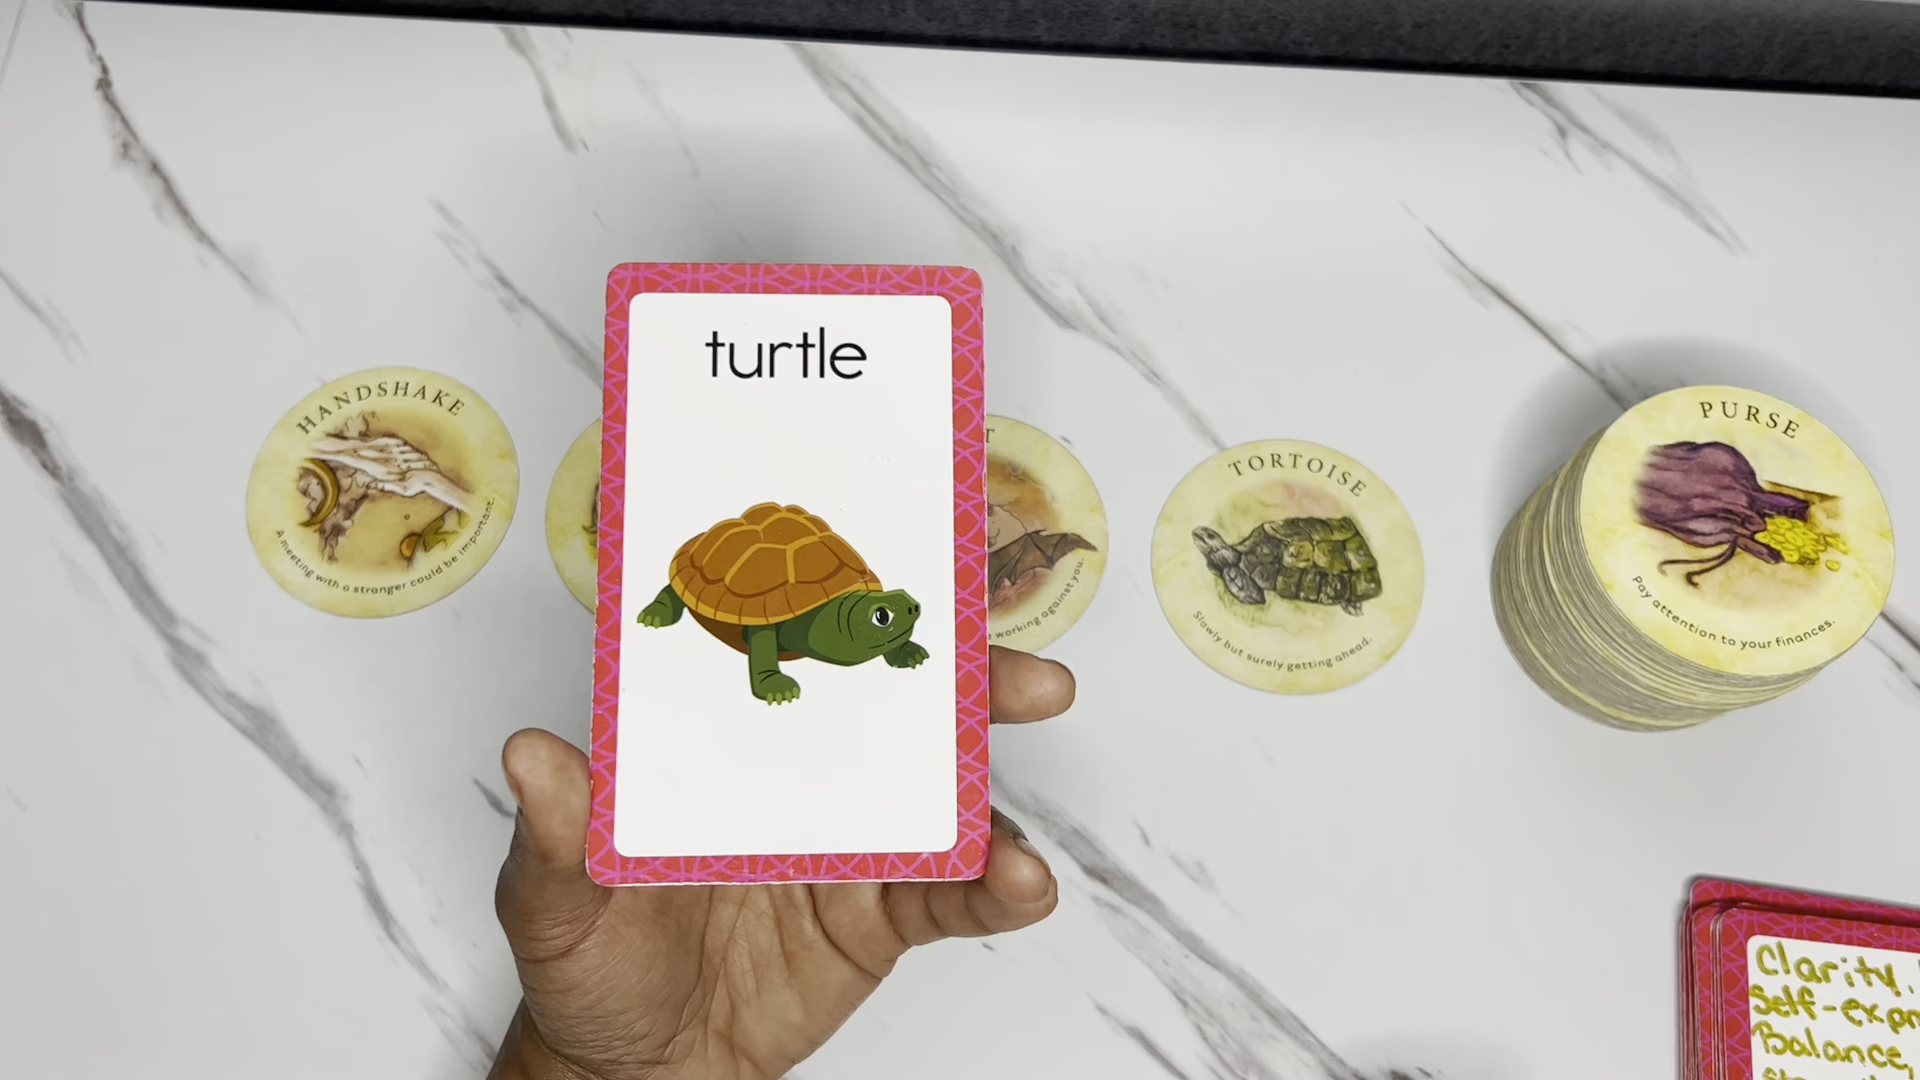 turtle
HANDSHAKE
A meeting with a stranger could be important.
working against you.
TORTOISE
Slowly but surely getting ahead.
PURSE
Pay attention to your finances.
Clarity.
Self-expr
Balance,